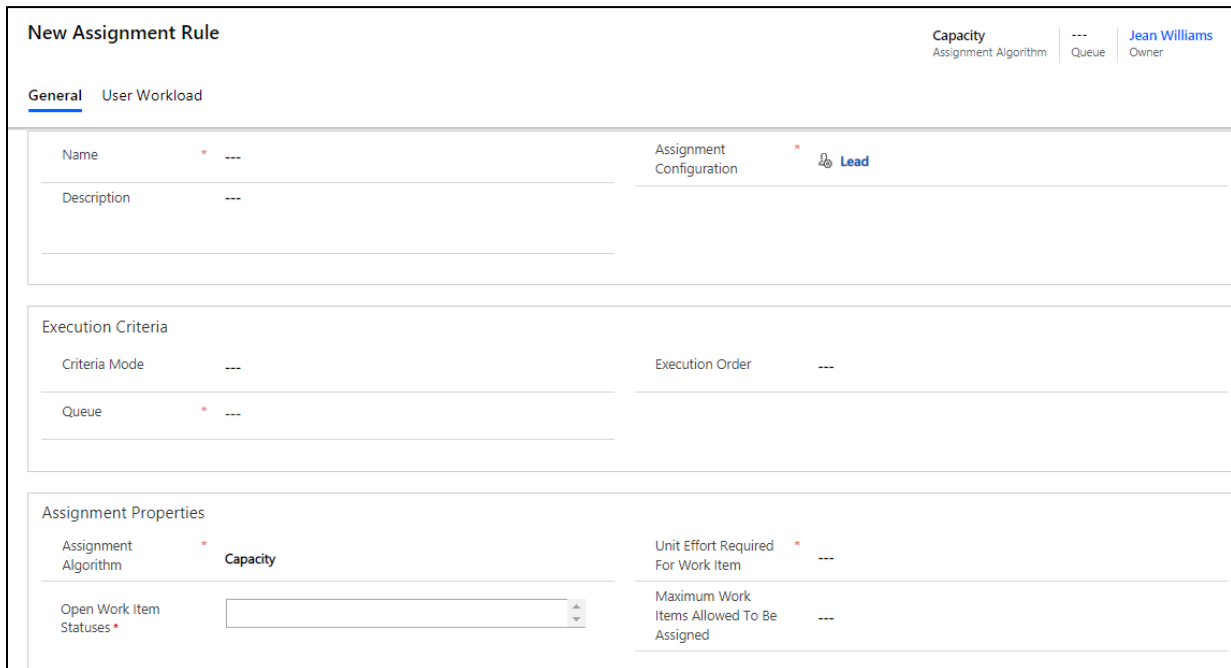 New Assignment Rule
Capacity --- Jean Williams
Assignment Algorithm Queue Owner
General User Workload
Name * ---
Assignment * Lead
Configuration
Description ---
Execution Criteria
Criteria Mode ---
Execution Order ---
Queue * ---
Assignment Properties
Assignment * Capacity
Algorithm
Unit Effort Required * ---
For Work Item
Open Work Item
Statuses *
Maximum Work
Items Allowed To Be ---
Assigned